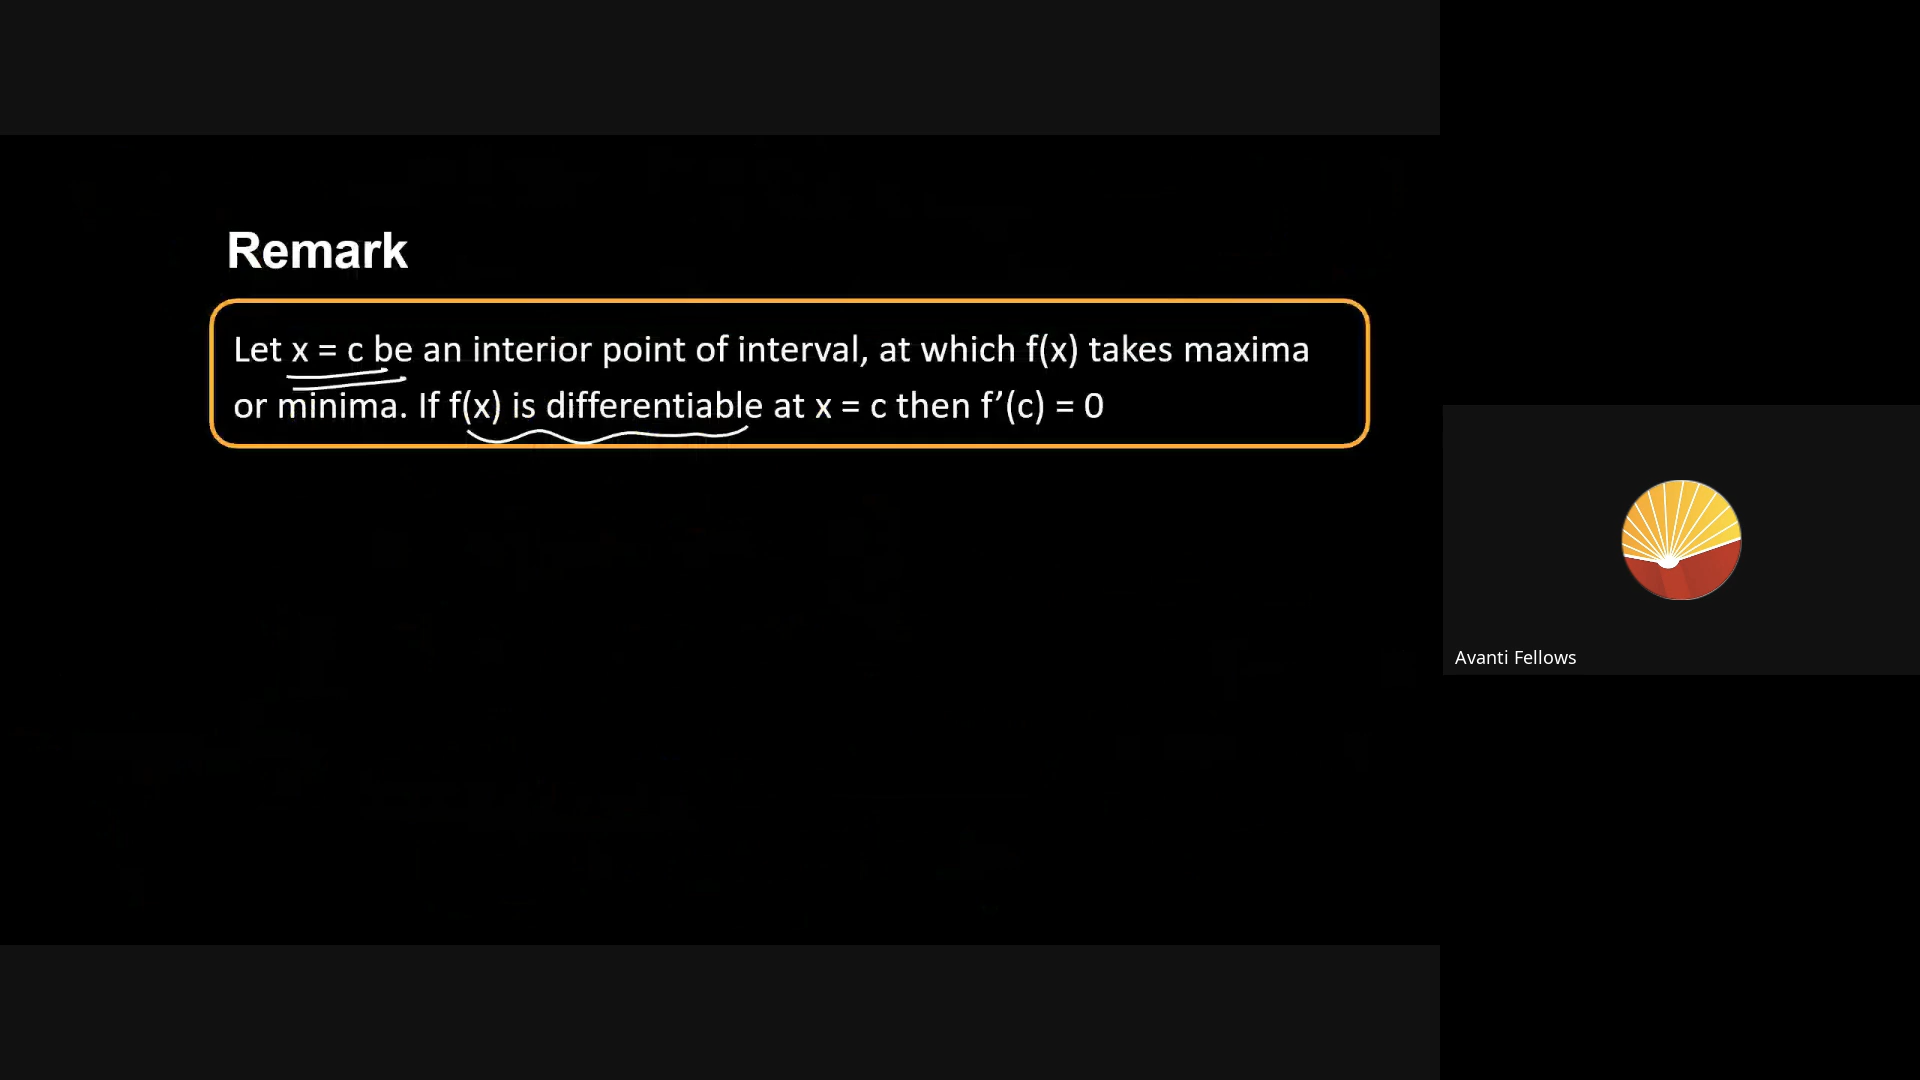 Remark
Let x = c be an interior point of interval, at which f(x) takes maxima
or minima. If f(x) is differentiable at x = c then f’(c) = 0
Avanti Fellows